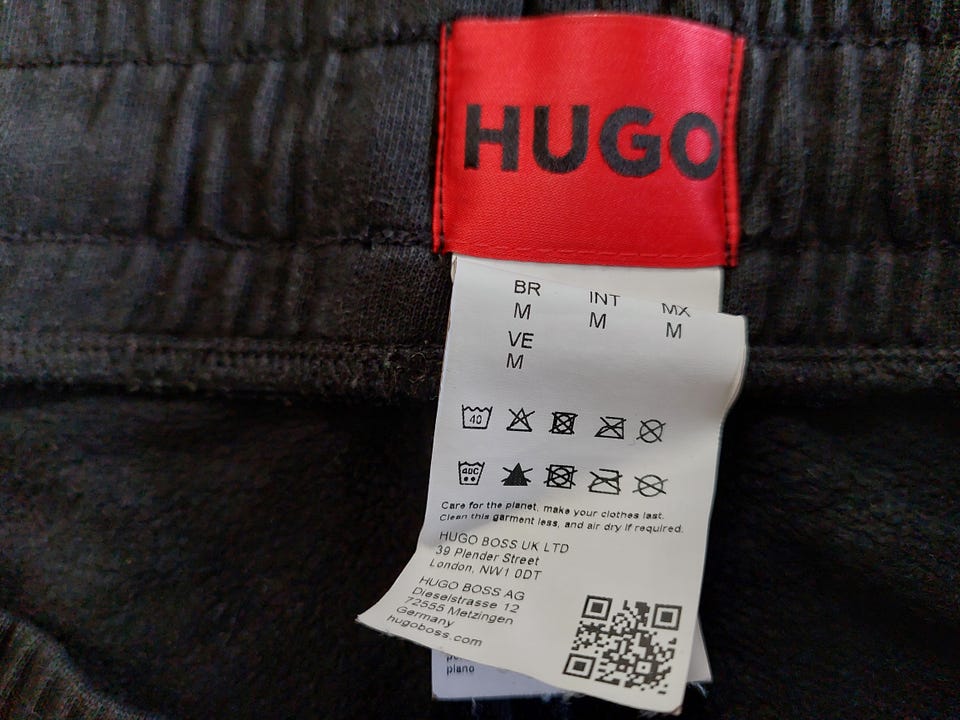 HUGO
BR INT MX
M M M
VE
M
40
40C
Care for the planet, make your clothes last.
Clean this garment less, and air dry if required.
HUGO BOSS UK LTD
39 Plender Street
London, NW1 0DT
HUGO BOSS AG
Dieselstrasse 12
72555 Metzingen
Germany
hugoboss.com
piano